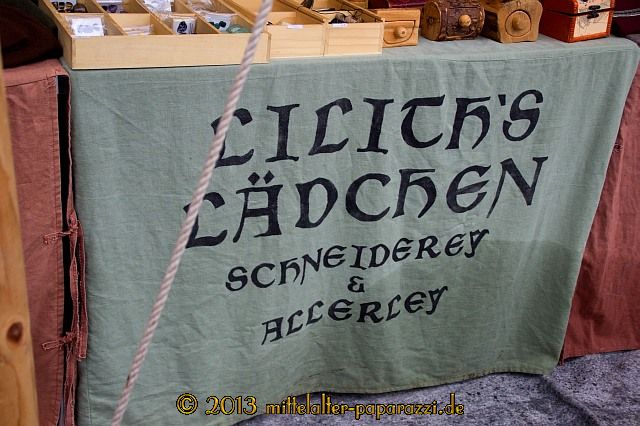 LILITH'S
LÄDCHEN
SCHNEIDEREY
&
ALLERLEY
© 2013 mittelalter-paparazzi.de